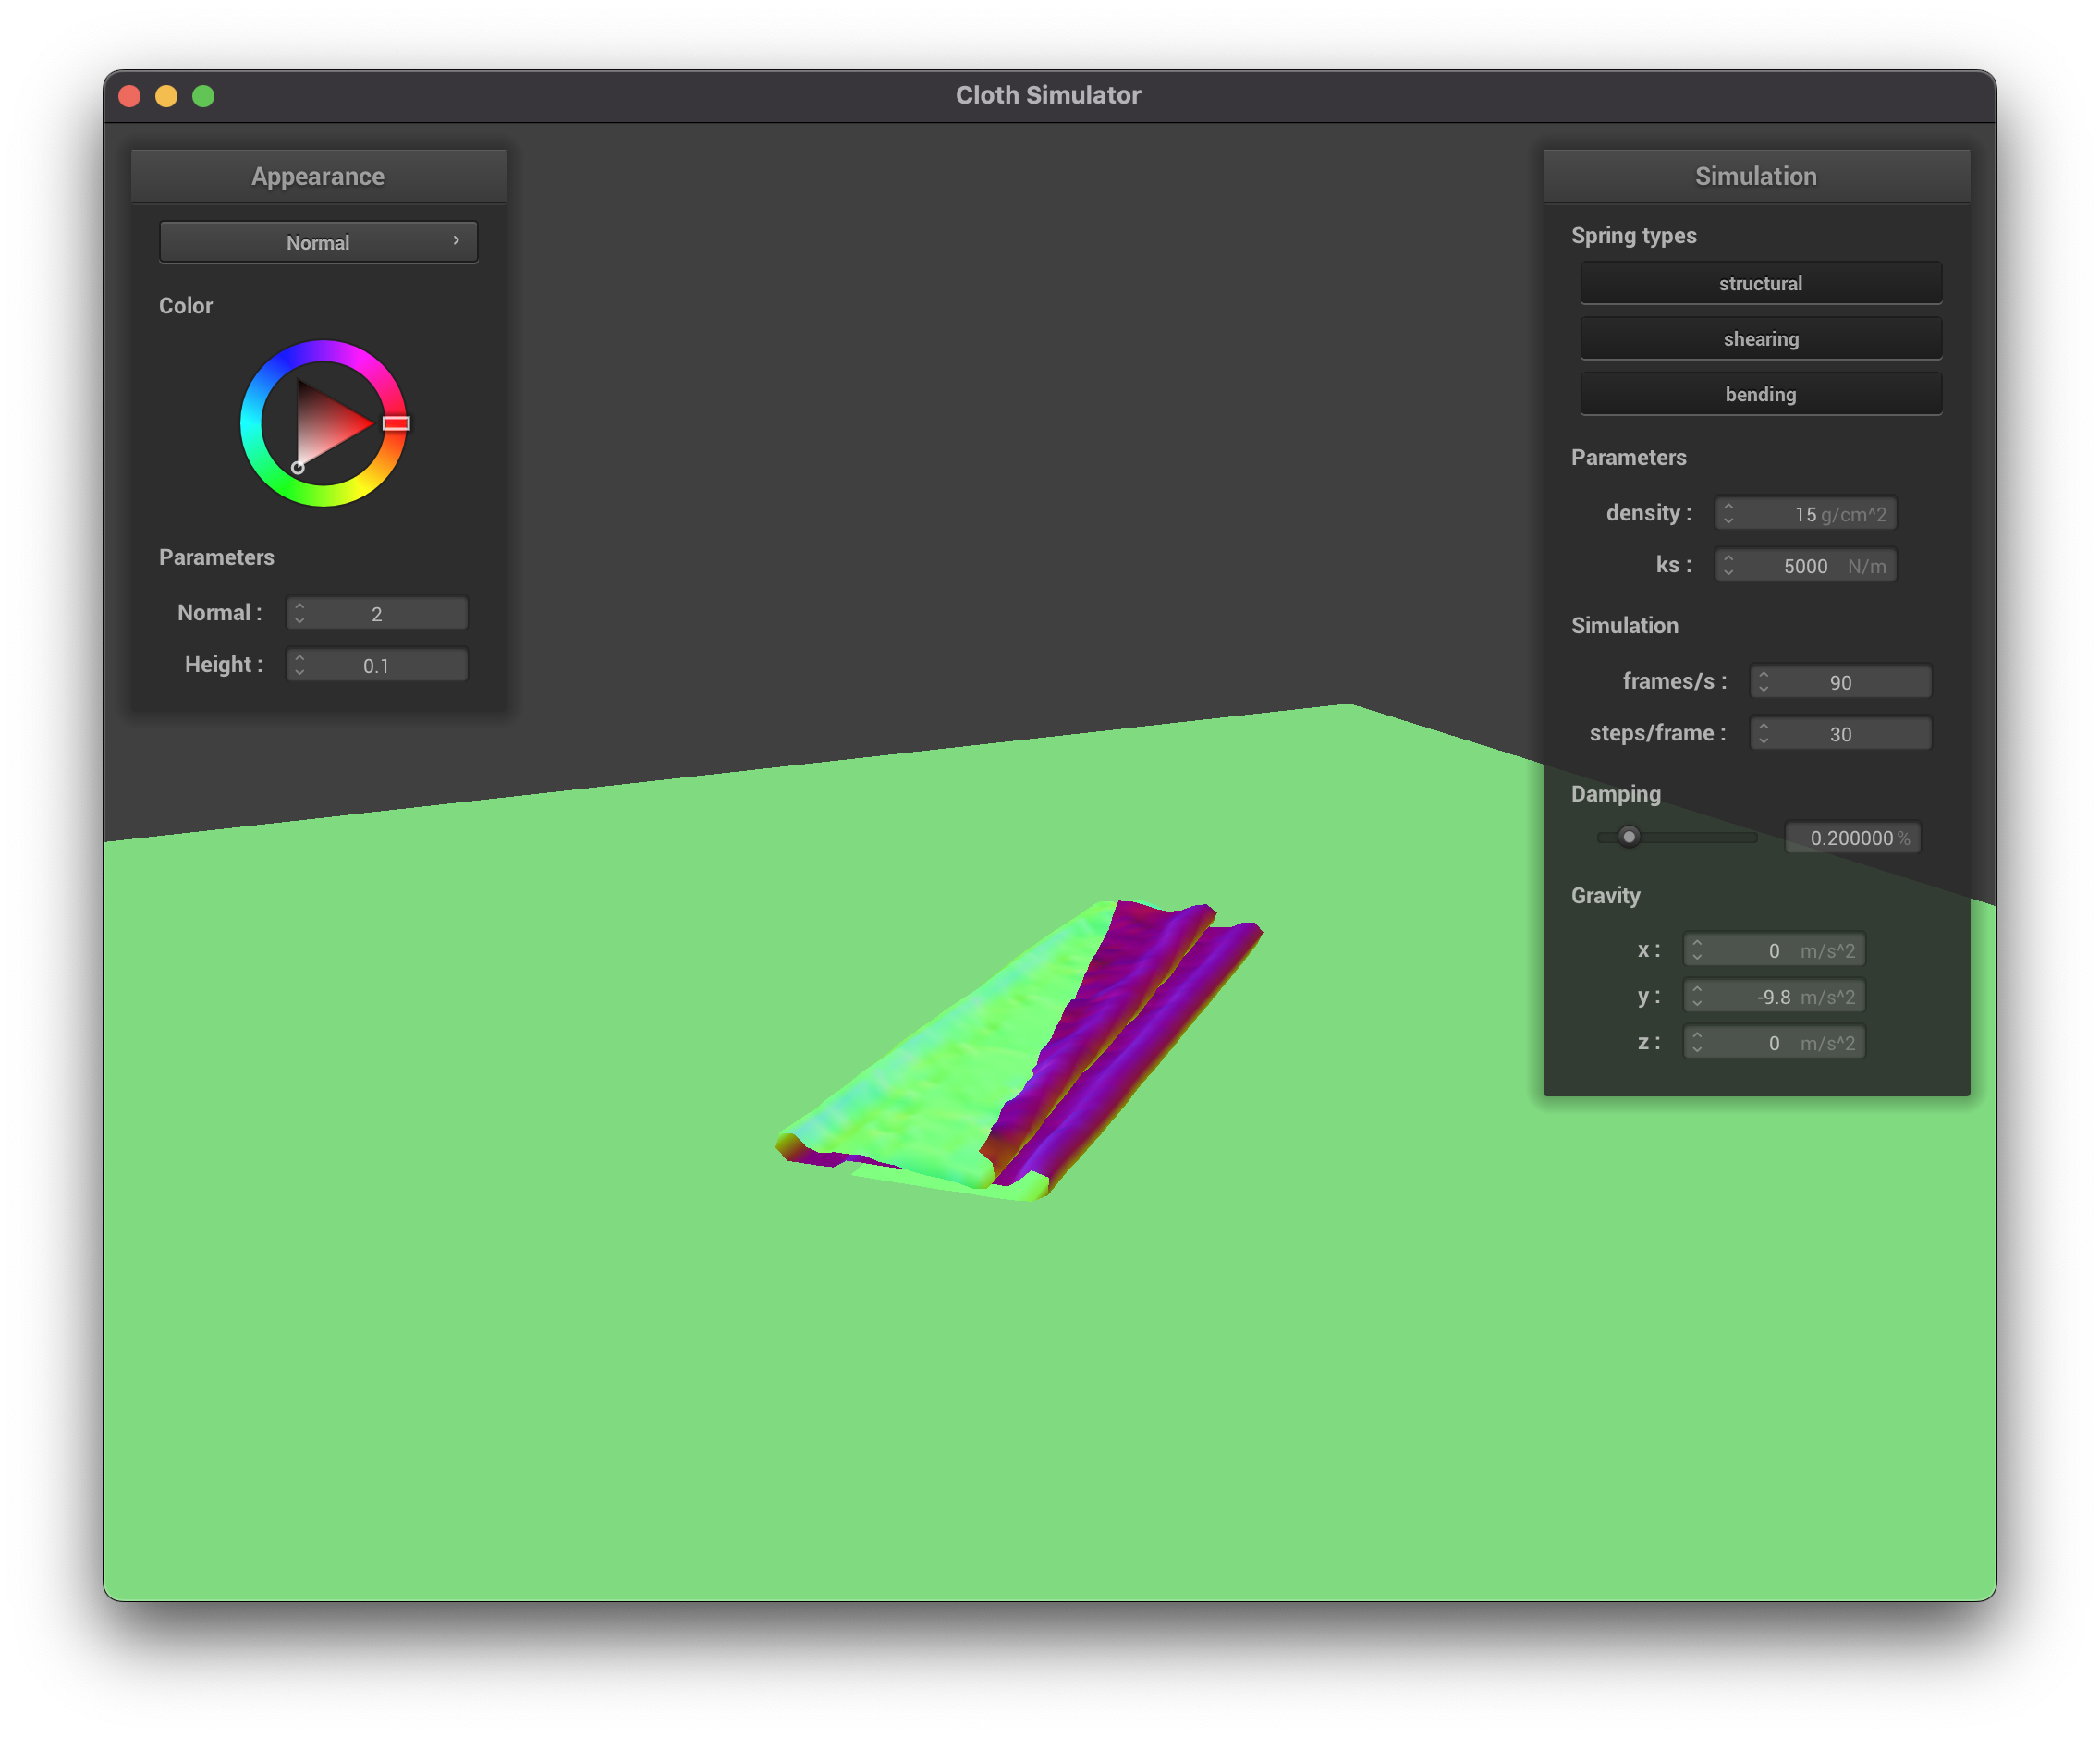 Cloth Simulator
Appearance
Normal
Color
Parameters
Normal : 2
Height : 0.1
Simulation
Spring types
structural
shearing
bending
Parameters
density : 15 g/cm^2
ks : 5000 N/m
Simulation
frames/s : 90
steps/frame : 30
Damping
0.200000 %
Gravity
x : 0 m/s^2
y : -9.8 m/s^2
z : 0 m/s^2